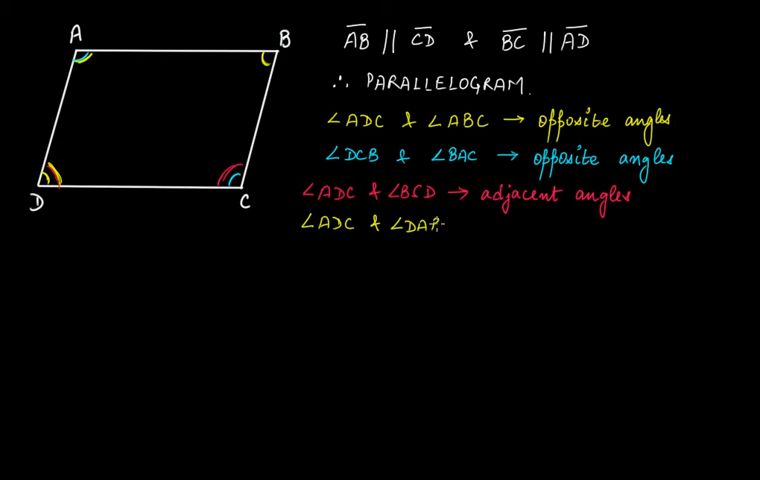 A
B
D
C
AB || CD & BC || AD
∴ PARALLELOGRAM.
∠ADC & ∠ABC → opposite angles
∠DCB & ∠BAC → opposite angles
∠ADC & ∠BCD → adjacent angles
∠ADC & ∠DA